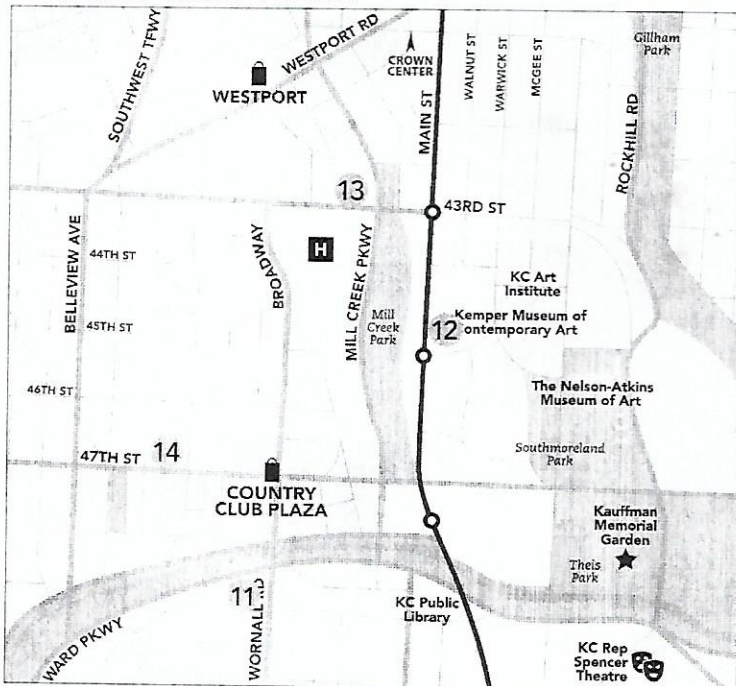 SOUTHWEST TFWY
WESTPORT RD
WESTPORT
CROWN
CENTER
MAIN ST
WALNUT ST
WARWICK ST
MCGEE ST
Gillham
Park
ROCKHILL RD
13
43RD ST
BELLEVIEW AVE
44TH ST
BROADWAY
H
MILL CREEK PKWY
KC Art
Institute
Mill
Creek
Park
12
Kemper Museum of
ontemporary Art
45TH ST
46TH ST
The Nelson-Atkins
Museum of Art
47TH ST
14
Southmoreland
Park
COUNTRY
CLUB PLAZA
Kauffman
Memorial
Garden
Theis
Park
11
WORNALL RD
WARD PKWY
KC Public
Library
KC Rep
Spencer
Theatre